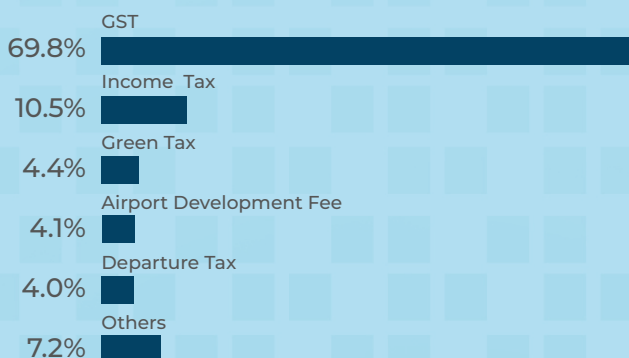 GST
69.8%
Income Tax
10.5%
Green Tax
4.4%
Airport Development Fee
4.1%
Departure Tax
4.0%
Others
7.2%